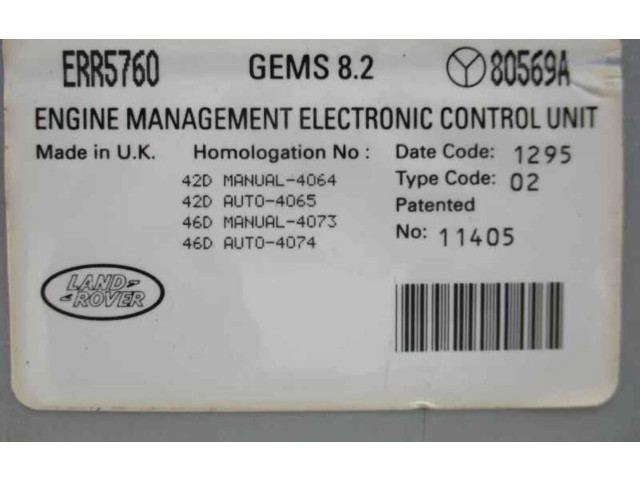 ERR5760 GEMS 8.2 80569A
ENGINE MANAGEMENT ELECTRONIC CONTROL UNIT
Made in U.K. Homologation No : Date Code: 1295
42D MANUAL-4064 Type Code: 02
42D AUTO-4065 Patented
46D MANUAL-4073 No: 11405
46D AUTO-4074
LAND
ROVER